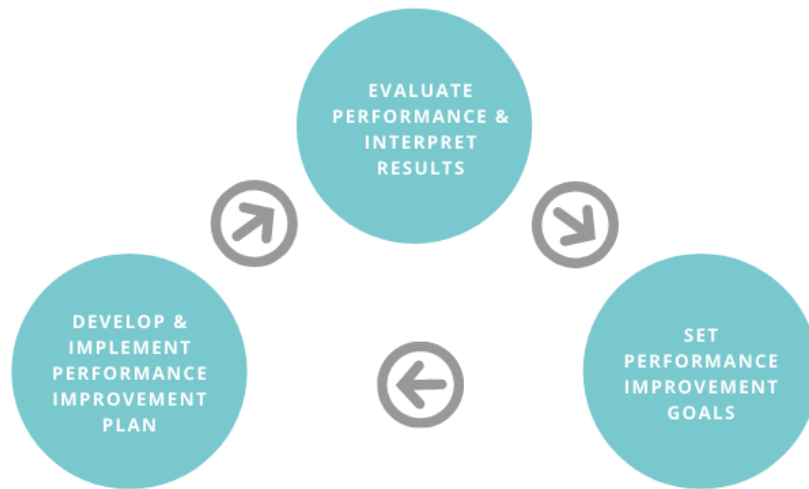 EVALUATE
PERFORMANCE &
INTERPRET
RESULTS
DEVELOP &
IMPLEMENT
PERFORMANCE
IMPROVEMENT
PLAN
SET
PERFORMANCE
IMPROVEMENT
GOALS